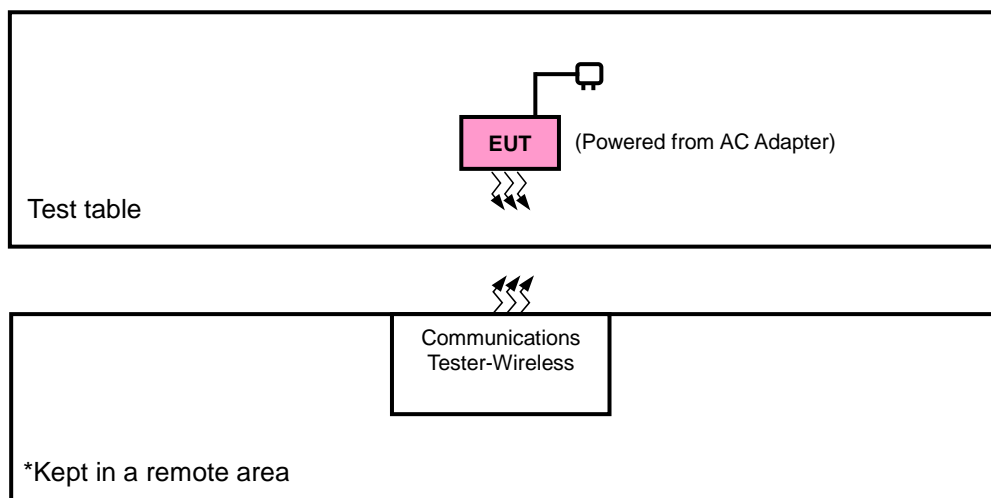 EUT
(Powered from AC Adapter)
Test table
Communications
Tester-Wireless
*Kept in a remote area